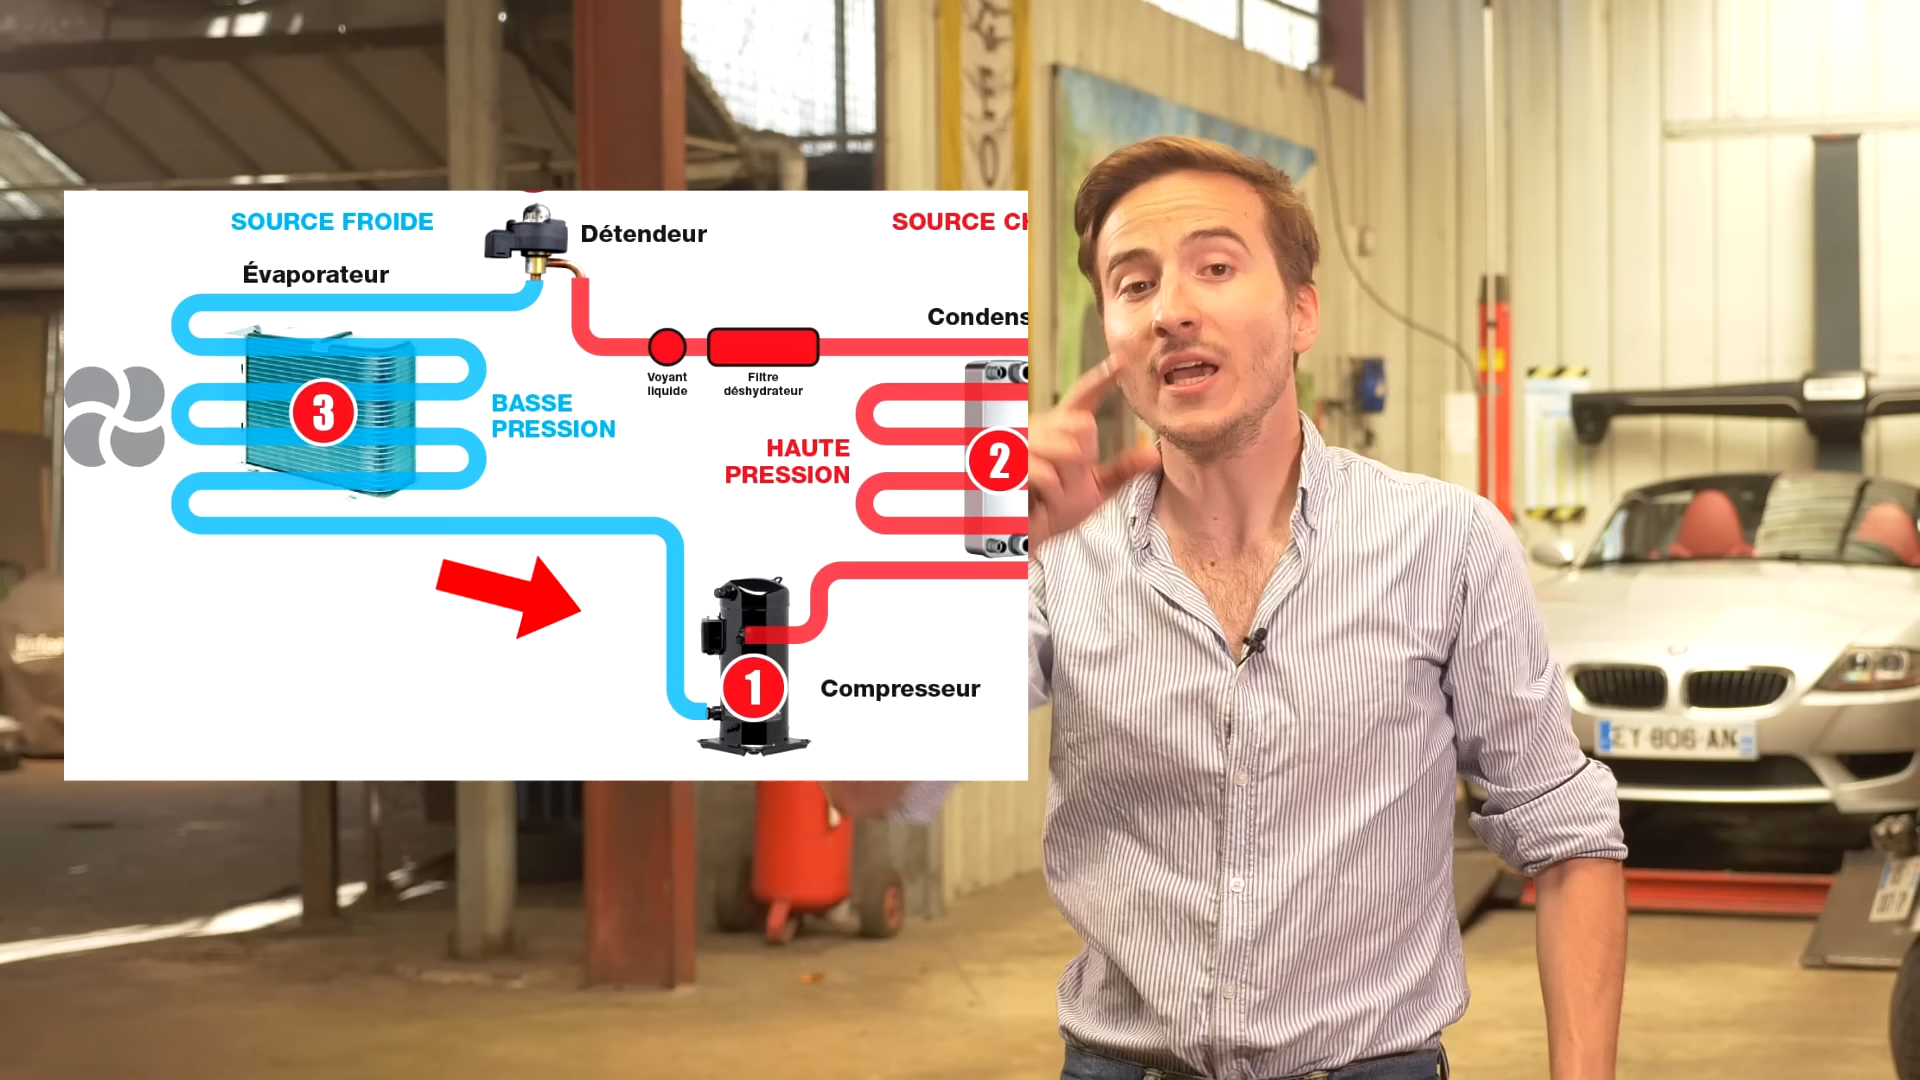 SOURCE FROIDE
Détendeur
SOURCE CH
Évaporateur
Condens
Voyant
liquide
Filtre
déshydrateur
3
BASSE
PRESSION
HAUTE
PRESSION
2
1
Compresseur
GEO
EY-806-AN